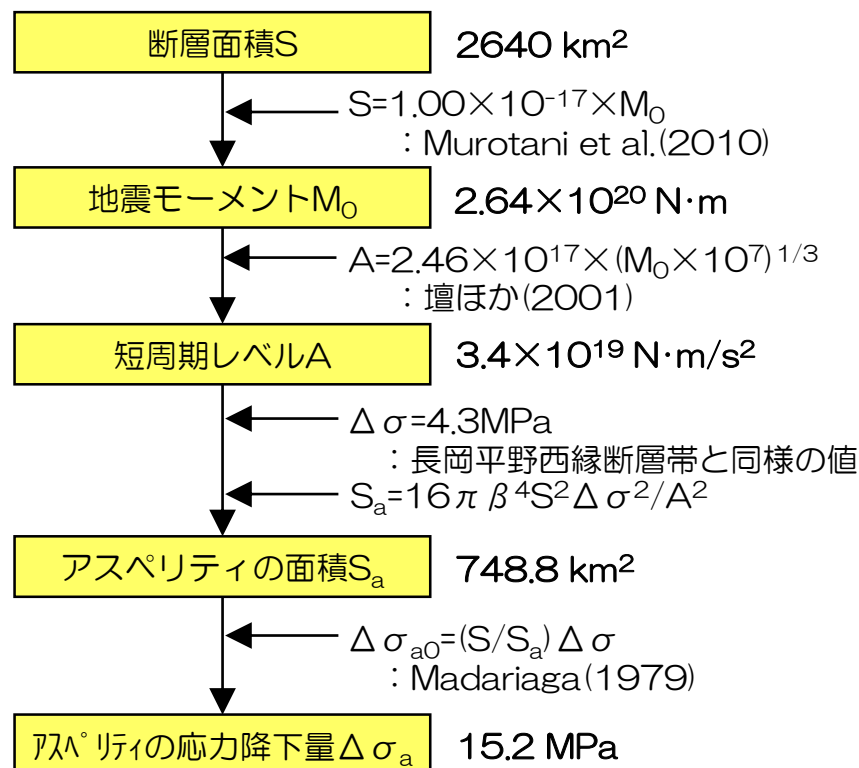 断層面積S 2640 km²
S=1.00×10⁻¹⁷×M₀
：Murotani et al.(2010)
地震モーメントM₀ 2.64×10²⁰ N·m
A=2.46×10¹⁷×(M₀×10⁷)¹/³
：壇ほか(2001)
短周期レベルA 3.4×10¹⁹ N·m/s²
Δσ=4.3MPa
：長岡平野西縁断層帯と同様の値
Sₐ=16πβ⁴S²Δσ²/A²
アスペリティの面積Sₐ 748.8 km²
Δσₐ₀=(S/Sₐ)Δσ
：Madariaga(1979)
ｱｽﾍﾟﾘﾃｨの応力降下量Δσₐ 15.2 MPa